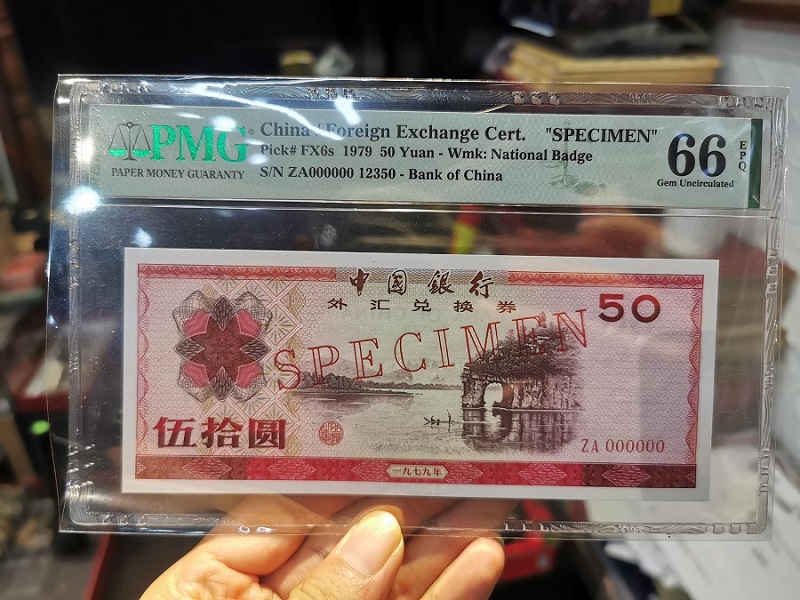 PMG
PAPER MONEY GUARANTY
China / Foreign Exchange Cert. "SPECIMEN"
Pick# FX6s 1979 50 Yuan - Wmk: National Badge
S/N ZA000000 12350 - Bank of China
66 EPQ
Gem Uncirculated
中國銀行
外汇兑换券
50
SPECIMEN
伍拾圆
ZA 000000
一九七九年